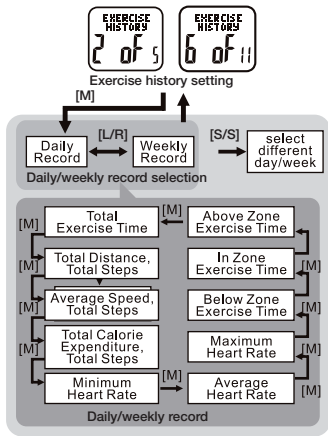 EXERCISE EXERCISE
HISTORY HISTORY
2 oF 5 6 oF 11
Exercise history setting
[M]
Daily
Record
[L/R]
Weekly
Record
[S/S]
select
different
day/week
Daily/weekly record selection
Total
Exercise Time
[M]
Above Zone
Exercise Time
[M]
[M]
Total Distance,
Total Steps
In Zone
Exercise Time
[M]
[M]
Average Speed,
Total Steps
Below Zone
Exercise Time
[M]
[M]
Total Calorie
Expenditure,
Total Steps
Maximum
Heart Rate
[M]
[M]
Minimum
Heart Rate
[M]
Average
Heart Rate
Daily/weekly record